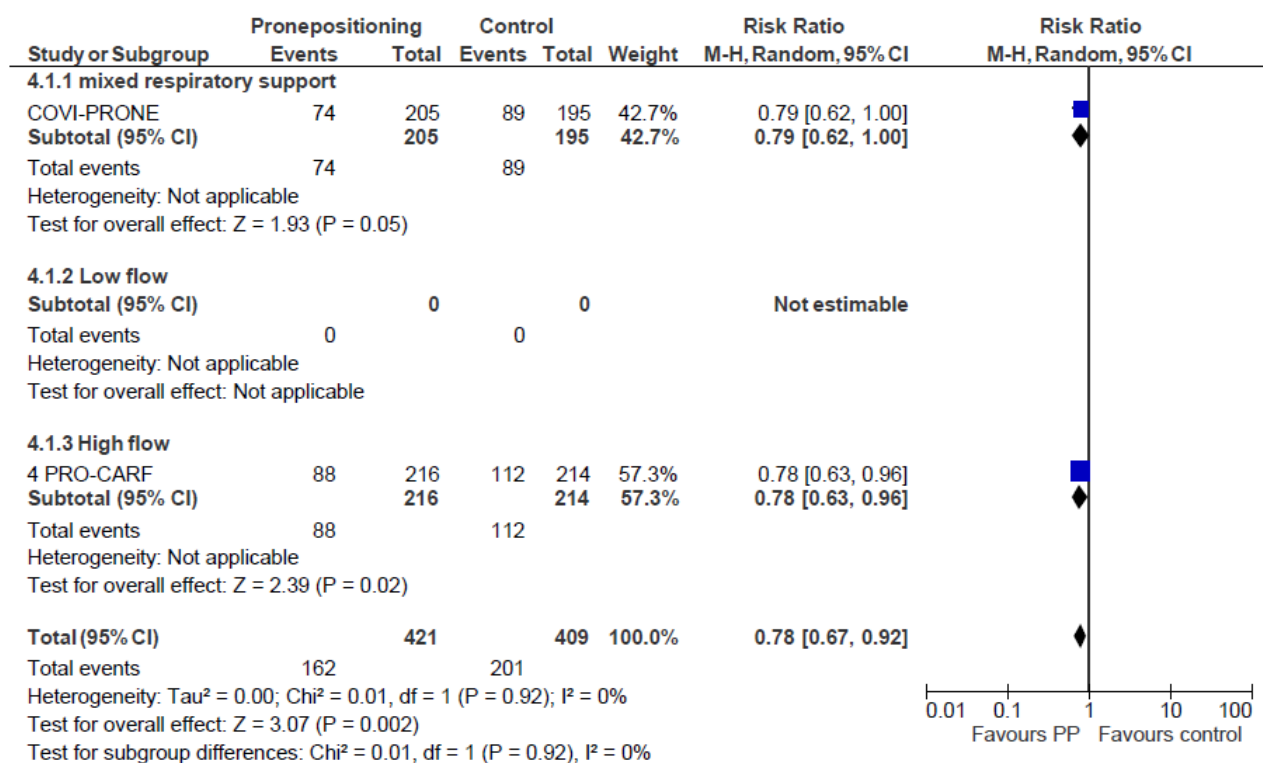 Pronepositioning Control Risk Ratio Risk Ratio
Study or Subgroup Events Total Events Total Weight M-H, Random, 95% CI M-H, Random, 95% CI
4.1.1 mixed respiratory support
COVI-PRONE 74 205 89 195 42.7% 0.79 [0.62, 1.00]
Subtotal (95% CI) 205 195 42.7% 0.79 [0.62, 1.00]
Total events 74 89
Heterogeneity: Not applicable
Test for overall effect: Z = 1.93 (P = 0.05)
4.1.2 Low flow
Subtotal (95% CI) 0 0 Not estimable
Total events 0 0
Heterogeneity: Not applicable
Test for overall effect: Not applicable
4.1.3 High flow
4 PRO-CARF 88 216 112 214 57.3% 0.78 [0.63, 0.96]
Subtotal (95% CI) 216 214 57.3% 0.78 [0.63, 0.96]
Total events 88 112
Heterogeneity: Not applicable
Test for overall effect: Z = 2.39 (P = 0.02)
Total (95% CI) 421 409 100.0% 0.78 [0.67, 0.92]
Total events 162 201
Heterogeneity: Tau² = 0.00; Chi² = 0.01, df = 1 (P = 0.92); I² = 0%
Test for overall effect: Z = 3.07 (P = 0.002)
Test for subgroup differences: Chi² = 0.01, df = 1 (P = 0.92), I² = 0%
0.01 0.1 1 10 100
Favours PP Favours control